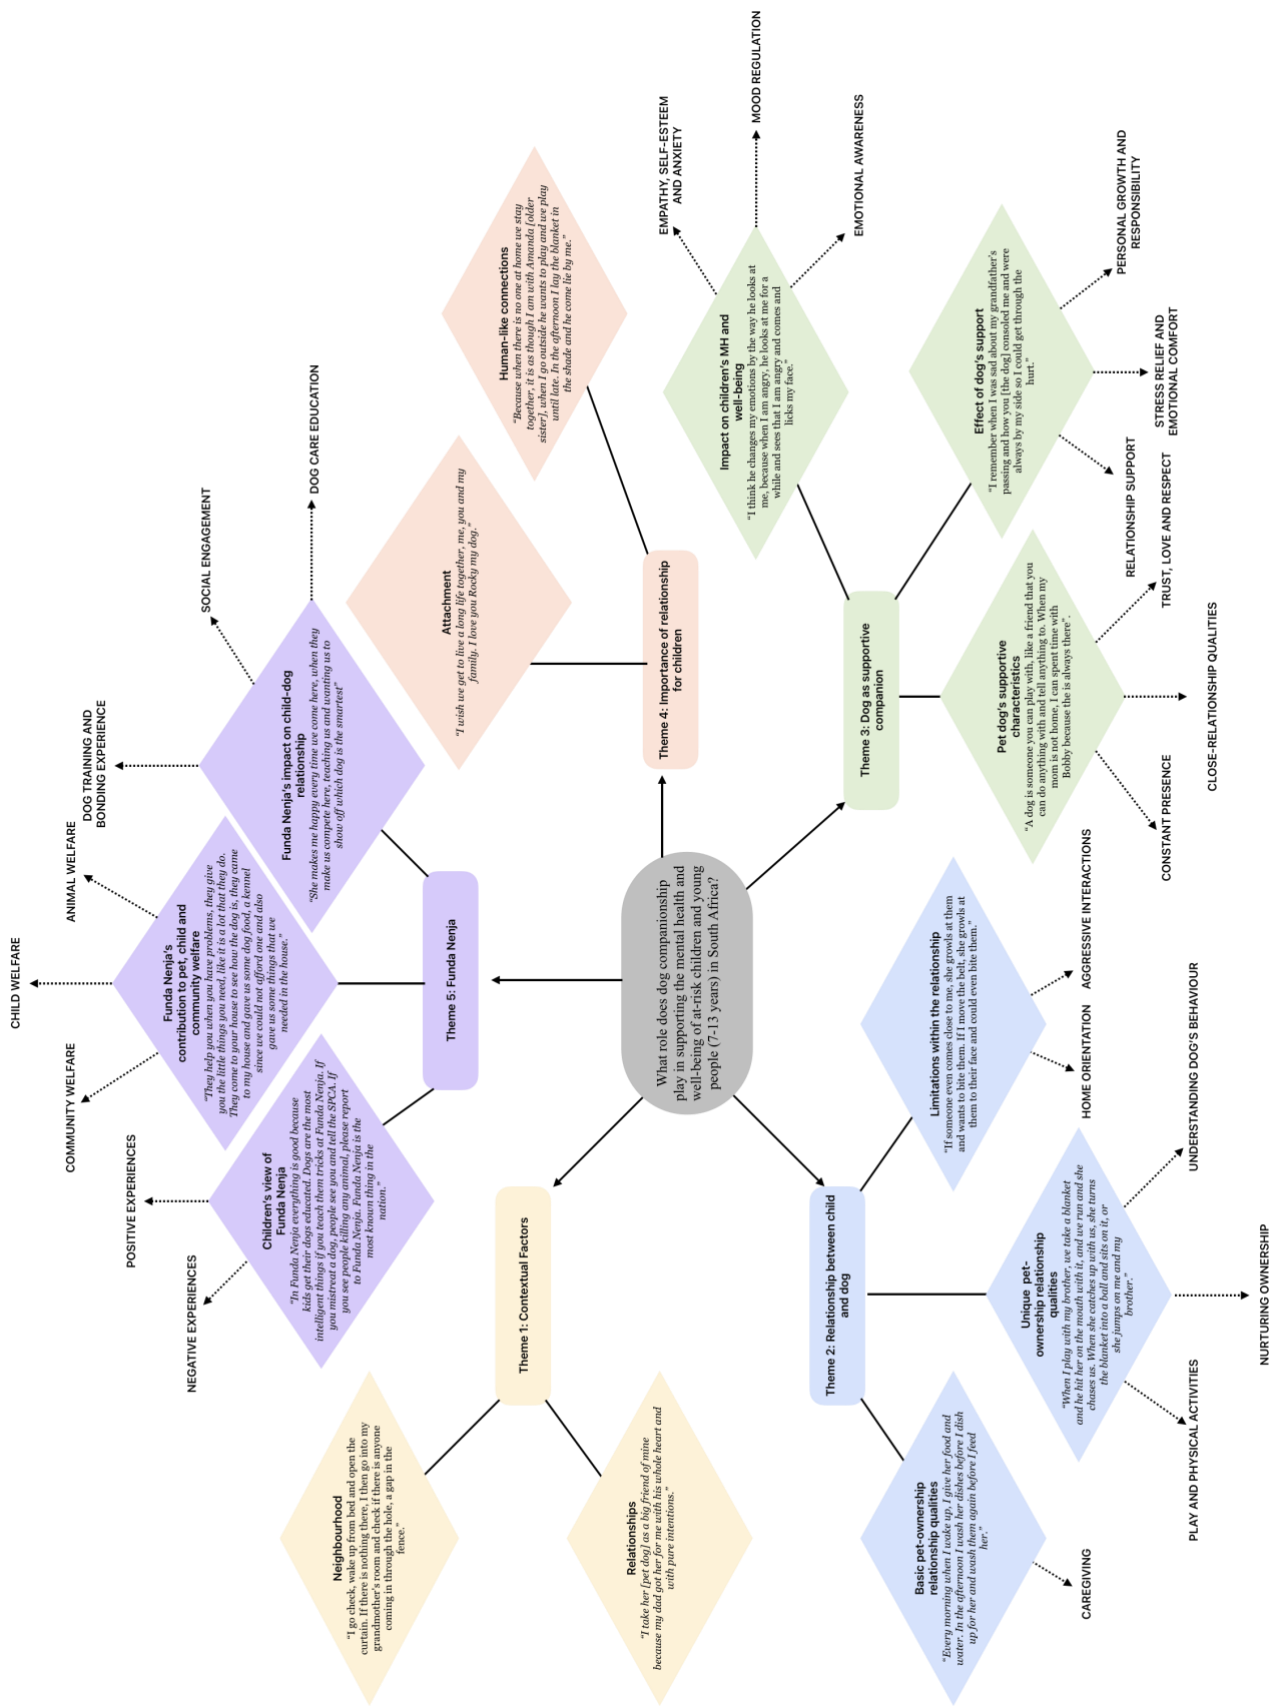 What role does dog companionship
play in supporting the mental health and
well-being of at-risk children and young
people (7-13 years) in South Africa?
Theme 1: Contextual Factors
Neighbourhood
"I go check, wake up from bed and open the
curtain. If there is nothing there, I then go into my
grandmother's room and check if there is anyone
coming in through the hole, a gap in the
fence."
Relationships
"I take her [pet dog] as a big friend of mine
because my dad got her for me with his whole heart and
with pure intentions."
Theme 2: Relationship between child
and dog
Basic pet-ownership
relationship qualities
"Every morning when I wake up, I give her food and
water. In the afternoon I wash her dishes before I dish
up for her and wash them again before I feed
her."
CAREGIVING
Unique pet-
ownership relationship
qualities
"When I play with my brother, we take a blanket
and he hit her on the mouth with it, and we run and she
chases us. When she catches up with us, she turns
the blanket into a ball and sits on it, or
she jumps on me and my
brother."
PLAY AND PHYSICAL ACTIVITIES
NURTURING OWNERSHIP
UNDERSTANDING DOG'S BEHAVIOUR
Limitations within the relationship
"If someone even comes close to me, she growls at them
and wants to bite them. If I move the belt, she growls at
them to their face and could even bite them."
HOME ORIENTATION
AGGRESSIVE INTERACTIONS
Theme 3: Dog as supportive
companion
Pet dog's supportive
characteristics
"A dog is someone you can play with, like a friend that you
can do anything with and tell anything to. When my
mom is not home, I can spent time with
Bobby because the is always there".
CONSTANT PRESENCE
CLOSE-RELATIONSHIP QUALITIES
TRUST, LOVE AND RESPECT
Effect of dog's support
"I remember when I was sad about my grandfather's
passing and how you [the dog] consoled me and were
always by my side so I could get through the
hurt."
RELATIONSHIP SUPPORT
STRESS RELIEF AND
EMOTIONAL COMFORT
PERSONAL GROWTH AND
RESPONSIBILITY
Impact on children's MH and
well-being
"I think he changes my emotions by the way he looks at
me, because when I am angry, he looks at me for a
while and sees that I am angry and comes and
licks my face."
EMPATHY, SELF-ESTEEM
AND ANXIETY
MOOD REGULATION
EMOTIONAL AWARENESS
Theme 4: Importance of relationship
for children
Attachment
"I wish we get to live a long life together, me, you and my
family. I love you Rocky my dog."
Human-like connections
"Because when there is no one at home we stay
together, it is as though I am with Amanda [older
sister], when I go outside he wants to play and we play
until late. In the afternoon I lay the blanket in
the shade and he come lie by me."
Theme 5: Funda Nenja
Children's view of
Funda Nenja
"In Funda Nenja everything is good because
kids get their dogs educated. Dogs are the most
intelligent things if you teach them tricks at Funda Nenja. If
you mistreat a dog, people see you and tell the SPCA. If
you see people killing any animal, please report
to Funda Nenja. Funda Nenja is the
most known thing in the
nation."
NEGATIVE EXPERIENCES
POSITIVE EXPERIENCES
Funda Nenja's
contribution to pet, child and
community welfare
"They help you when you have problems, they give
you the little things you need, like it is a lot that they do.
They come to your house to see how the dog is, they came
to my house and gave us some dog food, a kennel
since we could not afford one and also
gave us some things that we
needed in the house."
COMMUNITY WELFARE
CHILD WELFARE
ANIMAL WELFARE
Funda Nenja's impact on child-dog
relationship
"She makes me happy every time we come here, when they
make us compete here, teaching us and wanting us to
show off which dog is the smartest"
DOG TRAINING AND
BONDING EXPERIENCE
SOCIAL ENGAGEMENT
DOG CARE EDUCATION